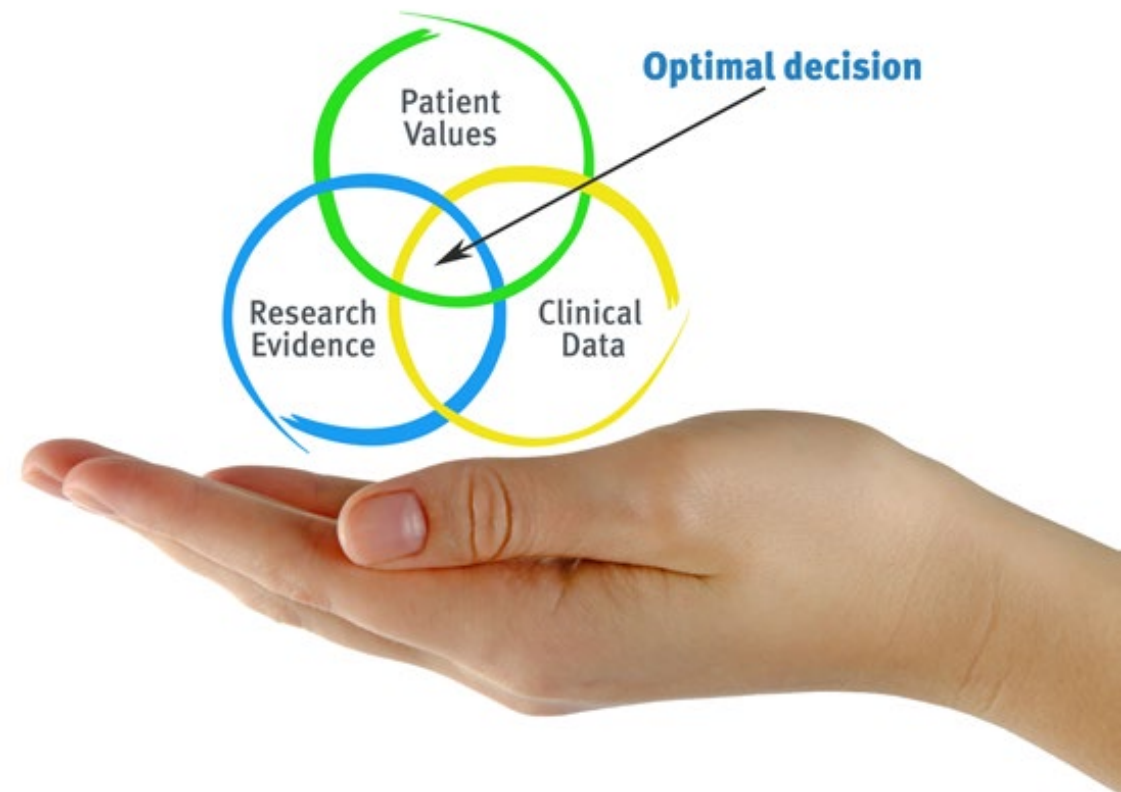 Optimal decision
Patient
Values
Research
Evidence
Clinical
Data